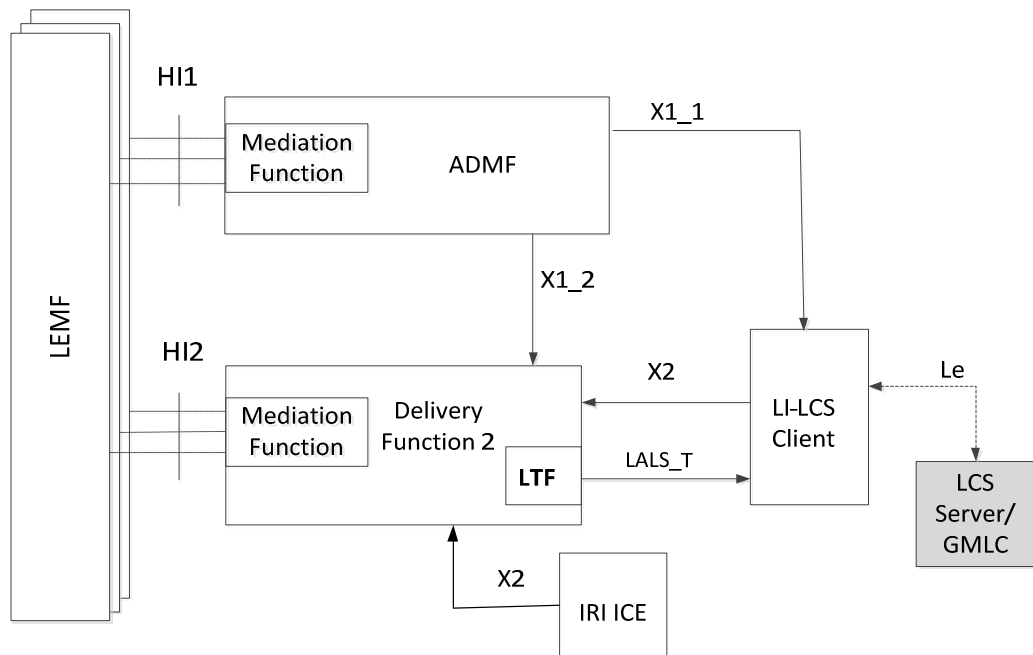 HI1
X1_1
Mediation
Function
ADMF
X1_2
LEMF
HI2
X2
Le
Mediation
Function
Delivery
Function 2
LI-LCS
Client
LTF
LALS_T
LCS
Server/
GMLC
X2
IRI ICE